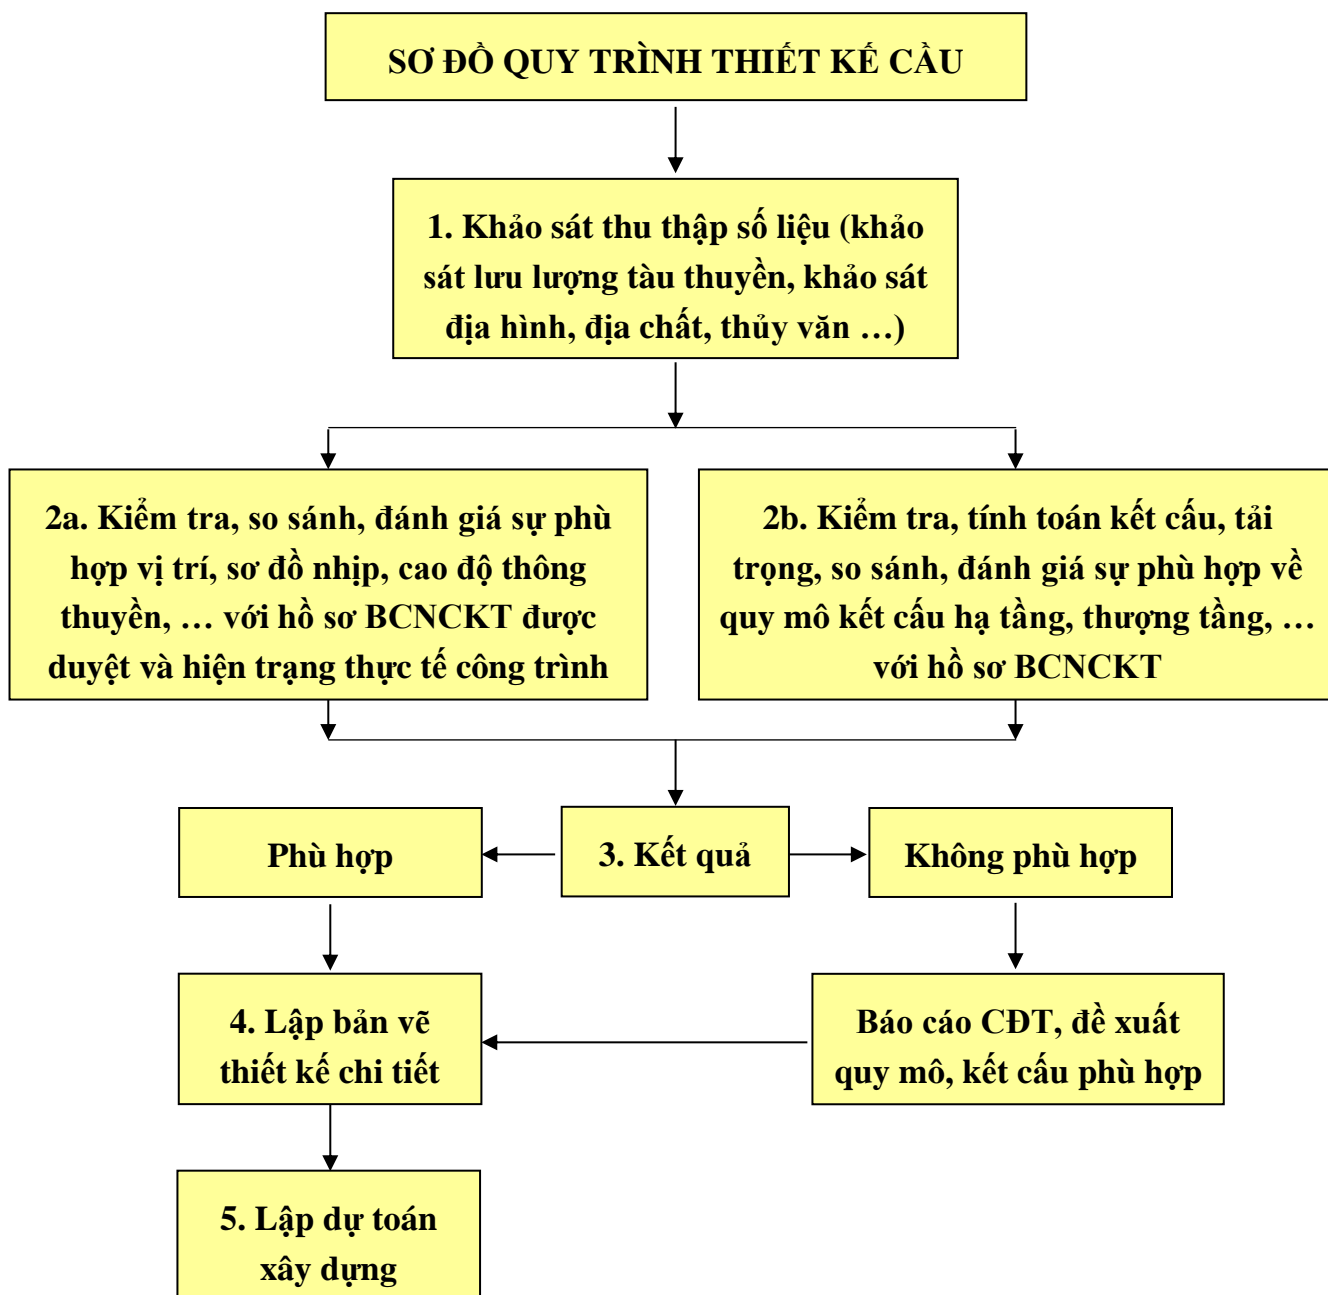 SƠ ĐỒ QUY TRÌNH THIẾT KẾ CẦU
1. Khảo sát thu thập số liệu (khảo
sát lưu lượng tàu thuyền, khảo sát
địa hình, địa chất, thủy văn …)
2a. Kiểm tra, so sánh, đánh giá sự phù
hợp vị trí, sơ đồ nhịp, cao độ thông
thuyền, … với hồ sơ BCNCKT được
duyệt và hiện trạng thực tế công trình
2b. Kiểm tra, tính toán kết cấu, tải
trọng, so sánh, đánh giá sự phù hợp về
quy mô kết cấu hạ tầng, thượng tầng, …
với hồ sơ BCNCKT
Phù hợp
3. Kết quả
Không phù hợp
4. Lập bản vẽ
thiết kế chi tiết
Báo cáo CĐT, đề xuất
quy mô, kết cấu phù hợp
5. Lập dự toán
xây dựng